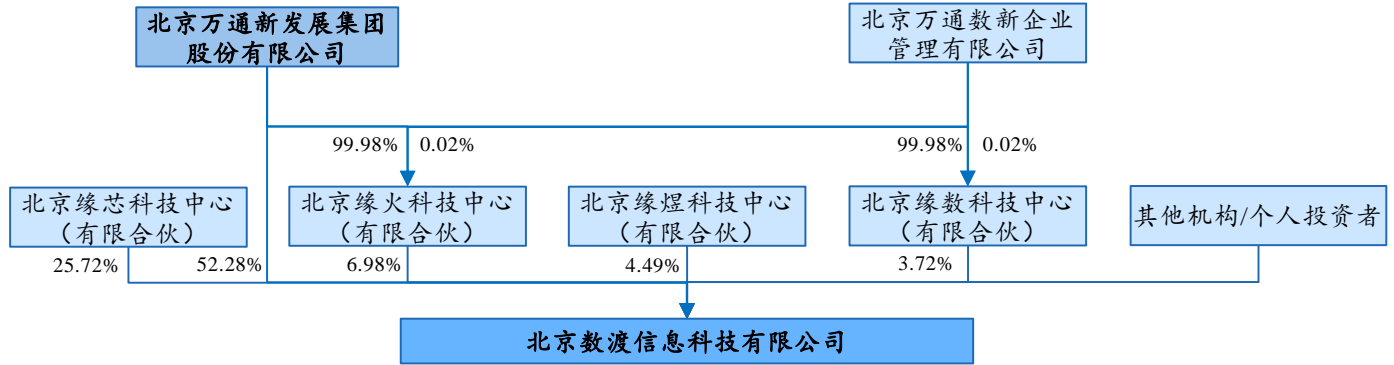 北京万通新发展集团
股份有限公司
北京万通数新企业
管理有限公司
99.98%
0.02%
99.98%
0.02%
北京缘芯科技中心
（有限合伙）
北京缘火科技中心
（有限合伙）
北京缘煜科技中心
（有限合伙）
北京缘数科技中心
（有限合伙）
其他机构/个人投资者
25.72%
52.28%
6.98%
4.49%
3.72%
北京数渡信息科技有限公司